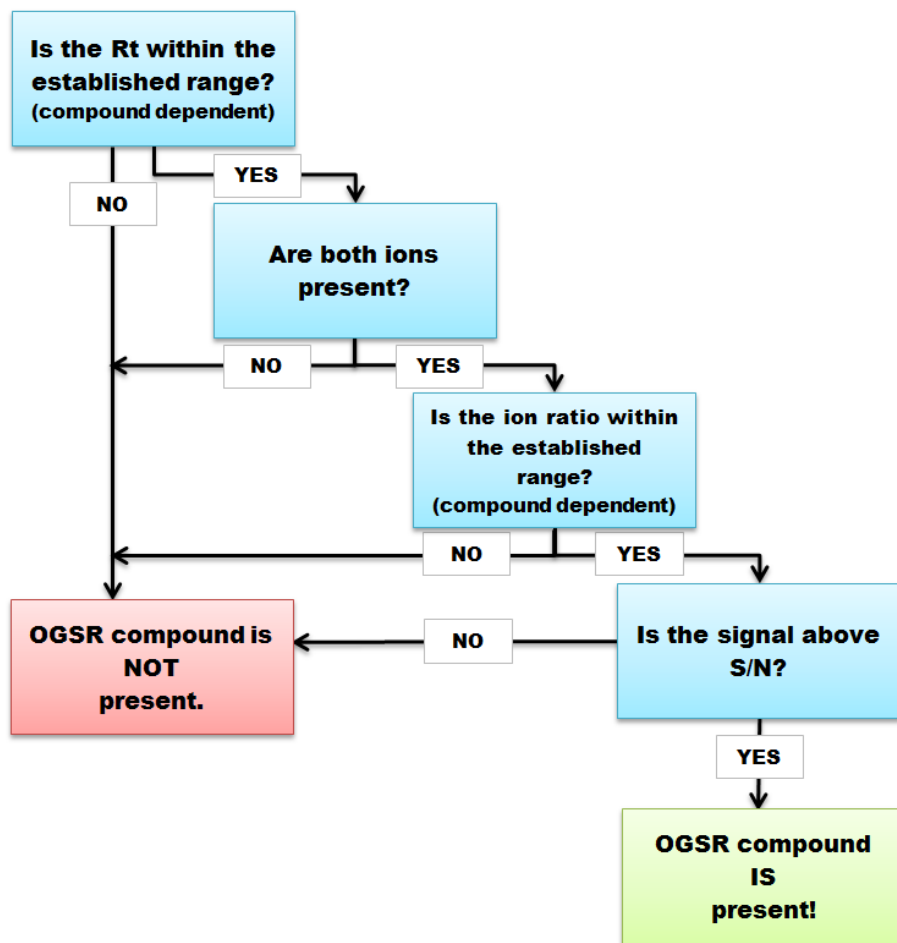 Is the Rt within the
established range?
(compound dependent)
YES
NO
Are both ions
present?
NO
YES
Is the ion ratio within
the established
range?
(compound dependent)
NO
YES
OGSR compound is
NOT
present.
NO
Is the signal above
S/N?
YES
OGSR compound
IS
present!